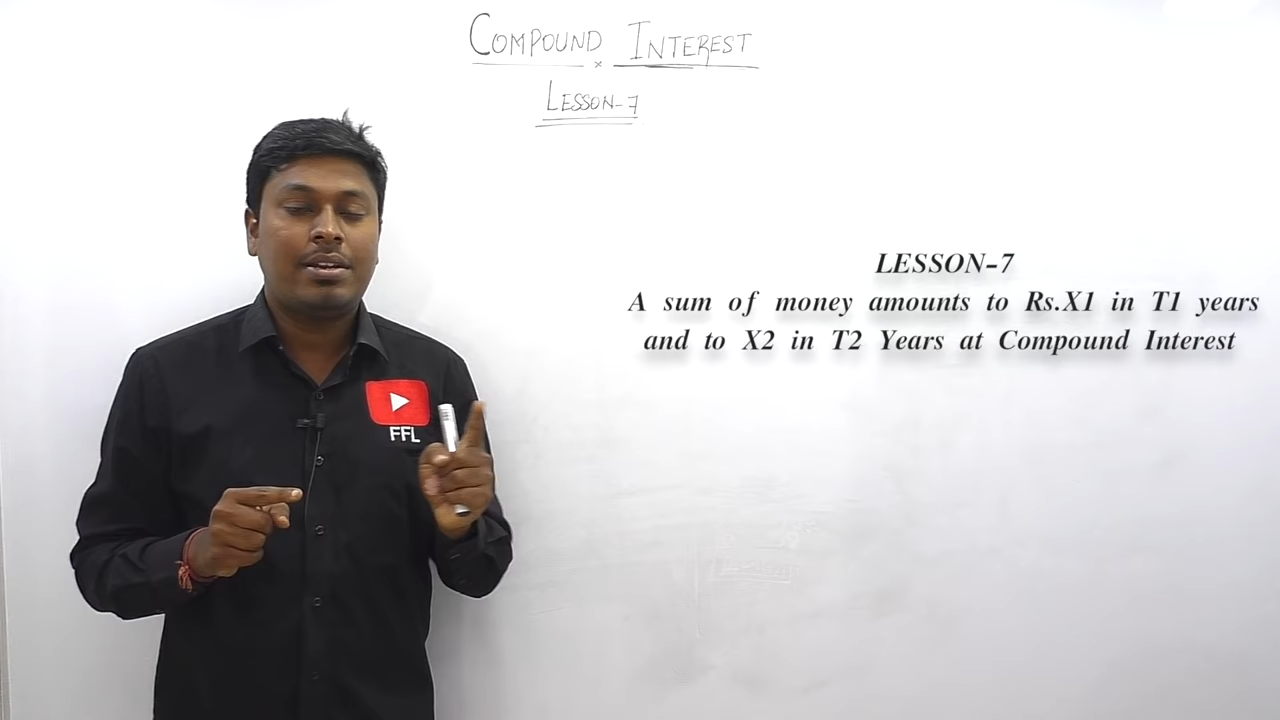 COMPOUND INTEREST
LESSON-7
LESSON-7
A sum of money amounts to Rs.X1 in T1 years
and to X2 in T2 Years at Compound Interest
FFL